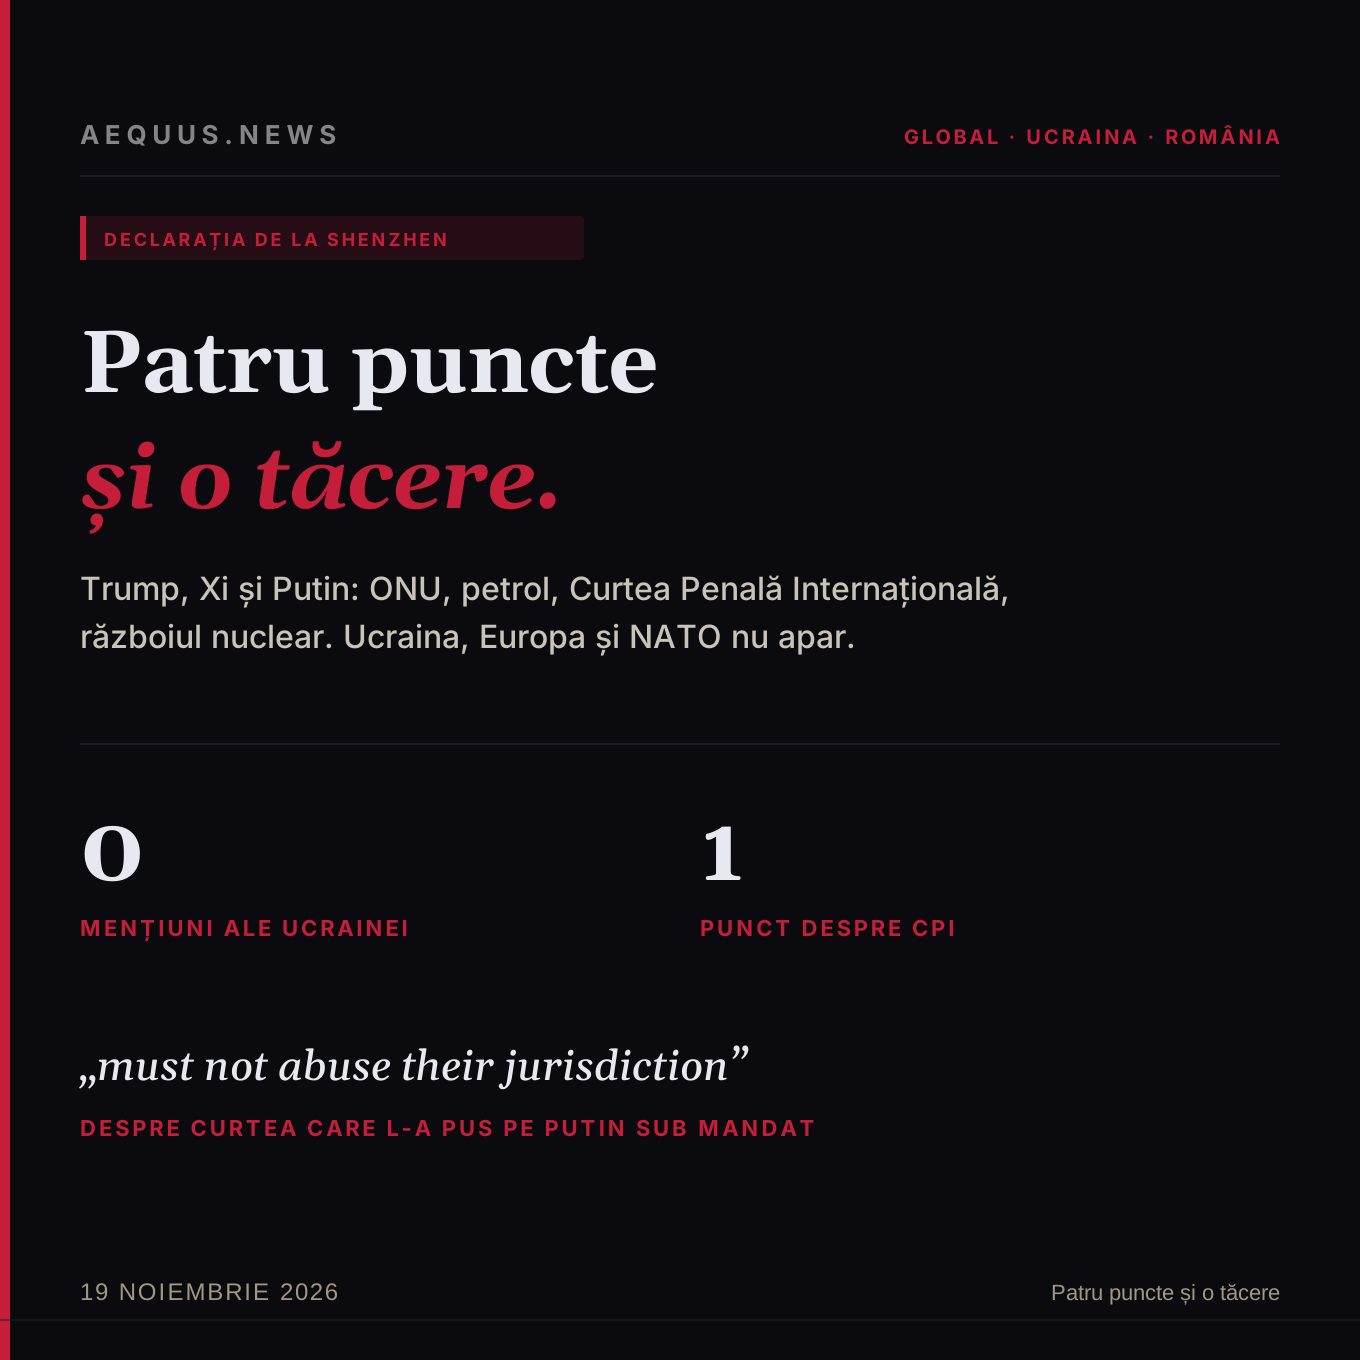 AEQUUS.NEWS
GLOBAL · UCRAINA · ROMÂNIA
DECLARAȚIA DE LA SHENZHEN
Patru puncte
și o tăcere.
Trump, Xi și Putin: ONU, petrol, Curtea Penală Internațională,
războiul nuclear. Ucraina, Europa și NATO nu apar.
0
1
MENȚIUNI ALE UCRAINEI
PUNCT DESPRE CPI
„must not abuse their jurisdiction”
DESPRE CURTEA CARE L-A PUS PE PUTIN SUB MANDAT
19 NOIEMBRIE 2026
Patru puncte și o tăcere